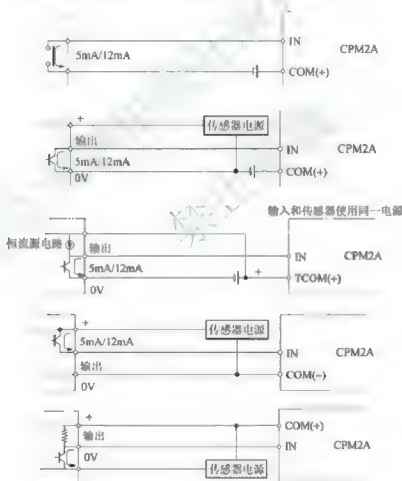 IN
5mA/12mA
CPM2A
COM(+)
+
传感器电源
输出
IN
CPM2A
5mA/12mA
COM(+)
0V
输入和传感器使用同一电源
恒流源电路
输出
+
IN
CPM2A
5mA/12mA
TCOM(+)
0V
+
传感器电源
5mA/12mA
IN
CPM2A
输出
COM(-)
0V
+
COM(+)
输出
IN
CPM2A
0V
传感器电源